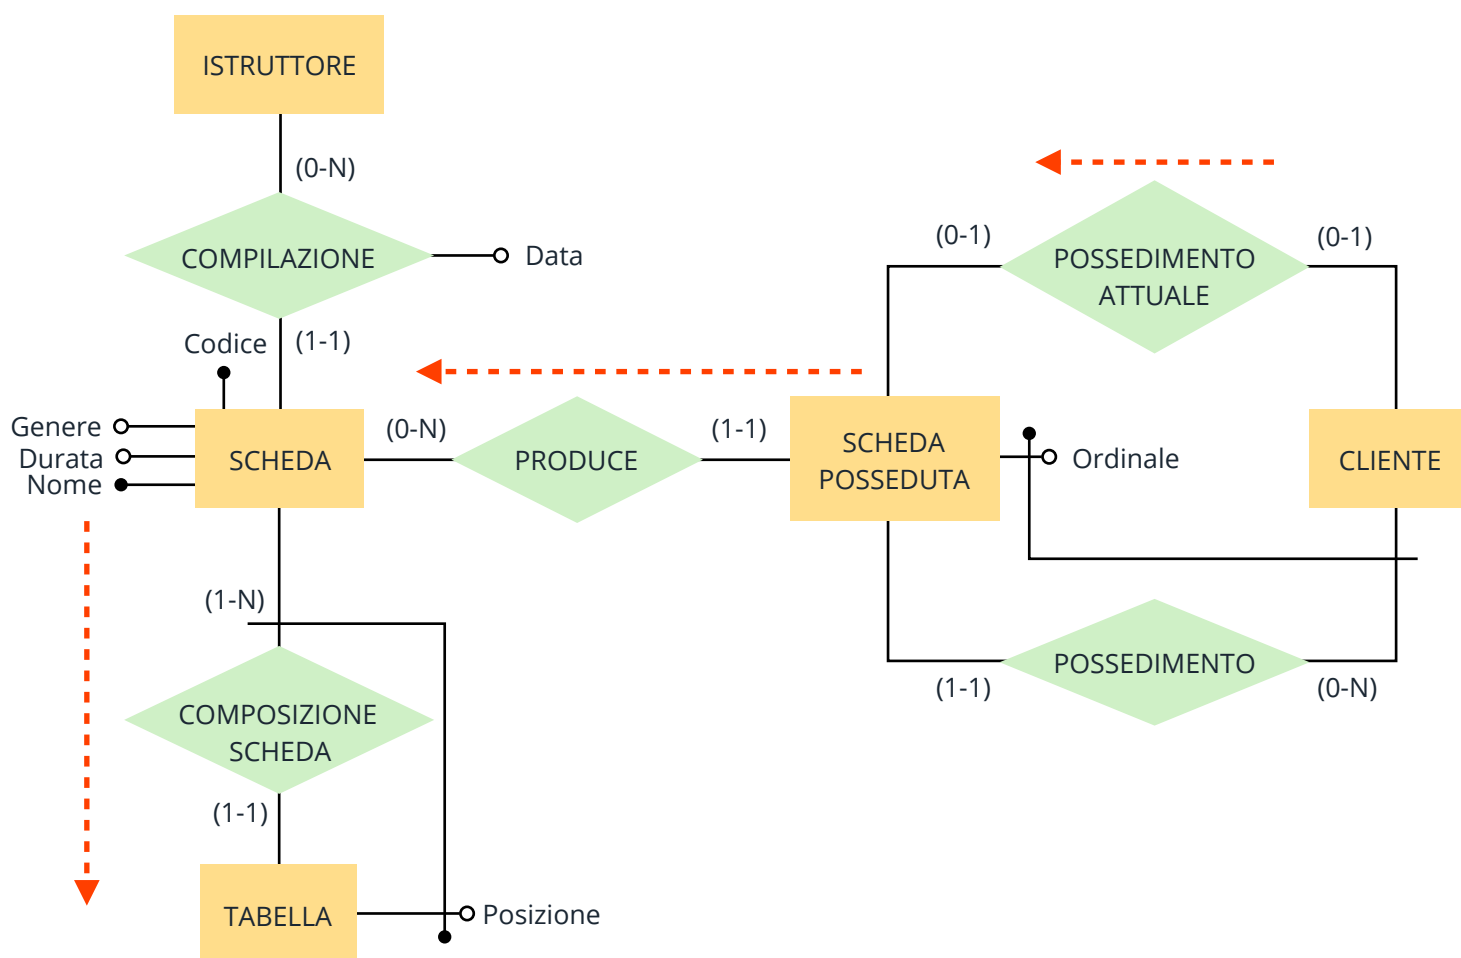 ISTRUTTORE
(0-N)
COMPILAZIONE
Data
(1-1)
Codice
Genere
Durata
Nome
SCHEDA
(0-N)
PRODUCE
(1-1)
SCHEDA
POSSEDUTA
Ordinale
CLIENTE
(0-1)
POSSEDIMENTO
ATTUALE
(0-1)
(1-1)
POSSEDIMENTO
(0-N)
(1-N)
COMPOSIZIONE
SCHEDA
(1-1)
TABELLA
Posizione